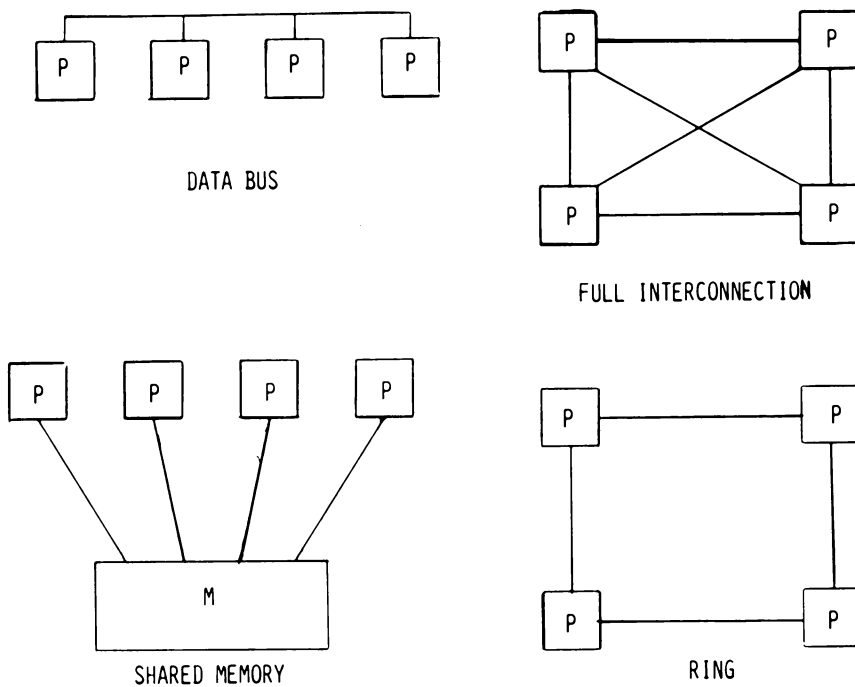 P P P P
DATA BUS
P P
P P
FULL INTERCONNECTION
P P P P
M
SHARED MEMORY
P P
P P
RING